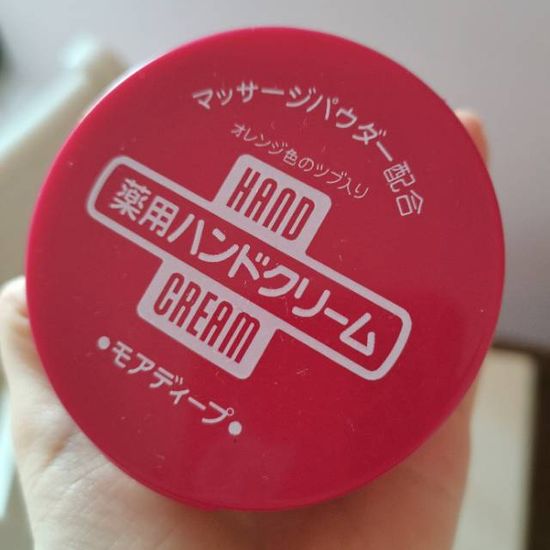 マッサージパウダー配合
オレンジ色のツブ入り
HAND
薬用ハンドクリーム
CREAM
•モアディープ•